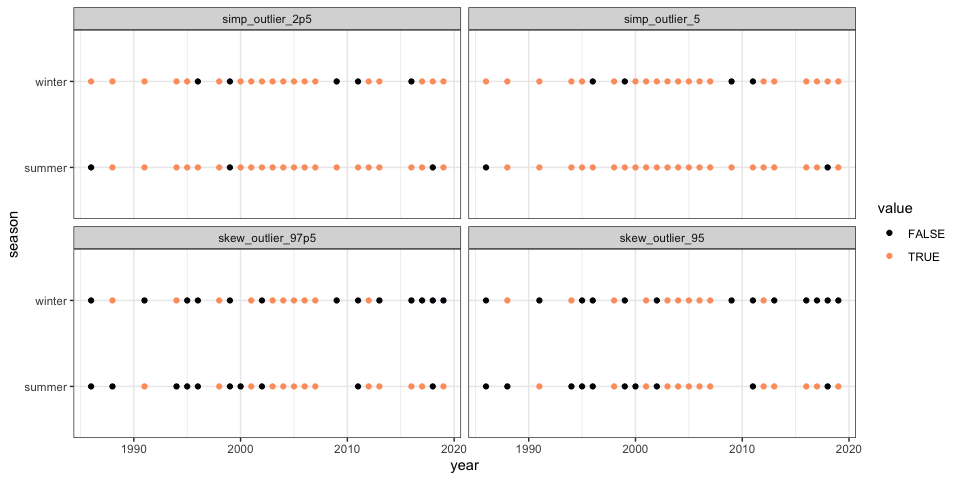 simp_outlier_2p5
simp_outlier_5
winter
summer
skew_outlier_97p5
skew_outlier_95
winter
summer
season
1990
2000
2010
2020
1990
2000
2010
2020
year
value
FALSE
TRUE